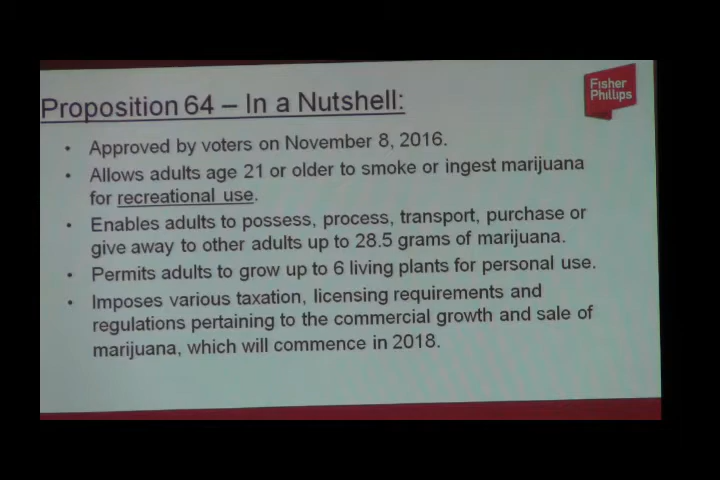 Proposition 64 – In a Nutshell:
Fisher
Phillips
• Approved by voters on November 8, 2016.
• Allows adults age 21 or older to smoke or ingest marijuana
for recreational use.
• Enables adults to possess, process, transport, purchase or
give away to other adults up to 28.5 grams of marijuana.
• Permits adults to grow up to 6 living plants for personal use.
• Imposes various taxation, licensing requirements and
regulations pertaining to the commercial growth and sale of
marijuana, which will commence in 2018.